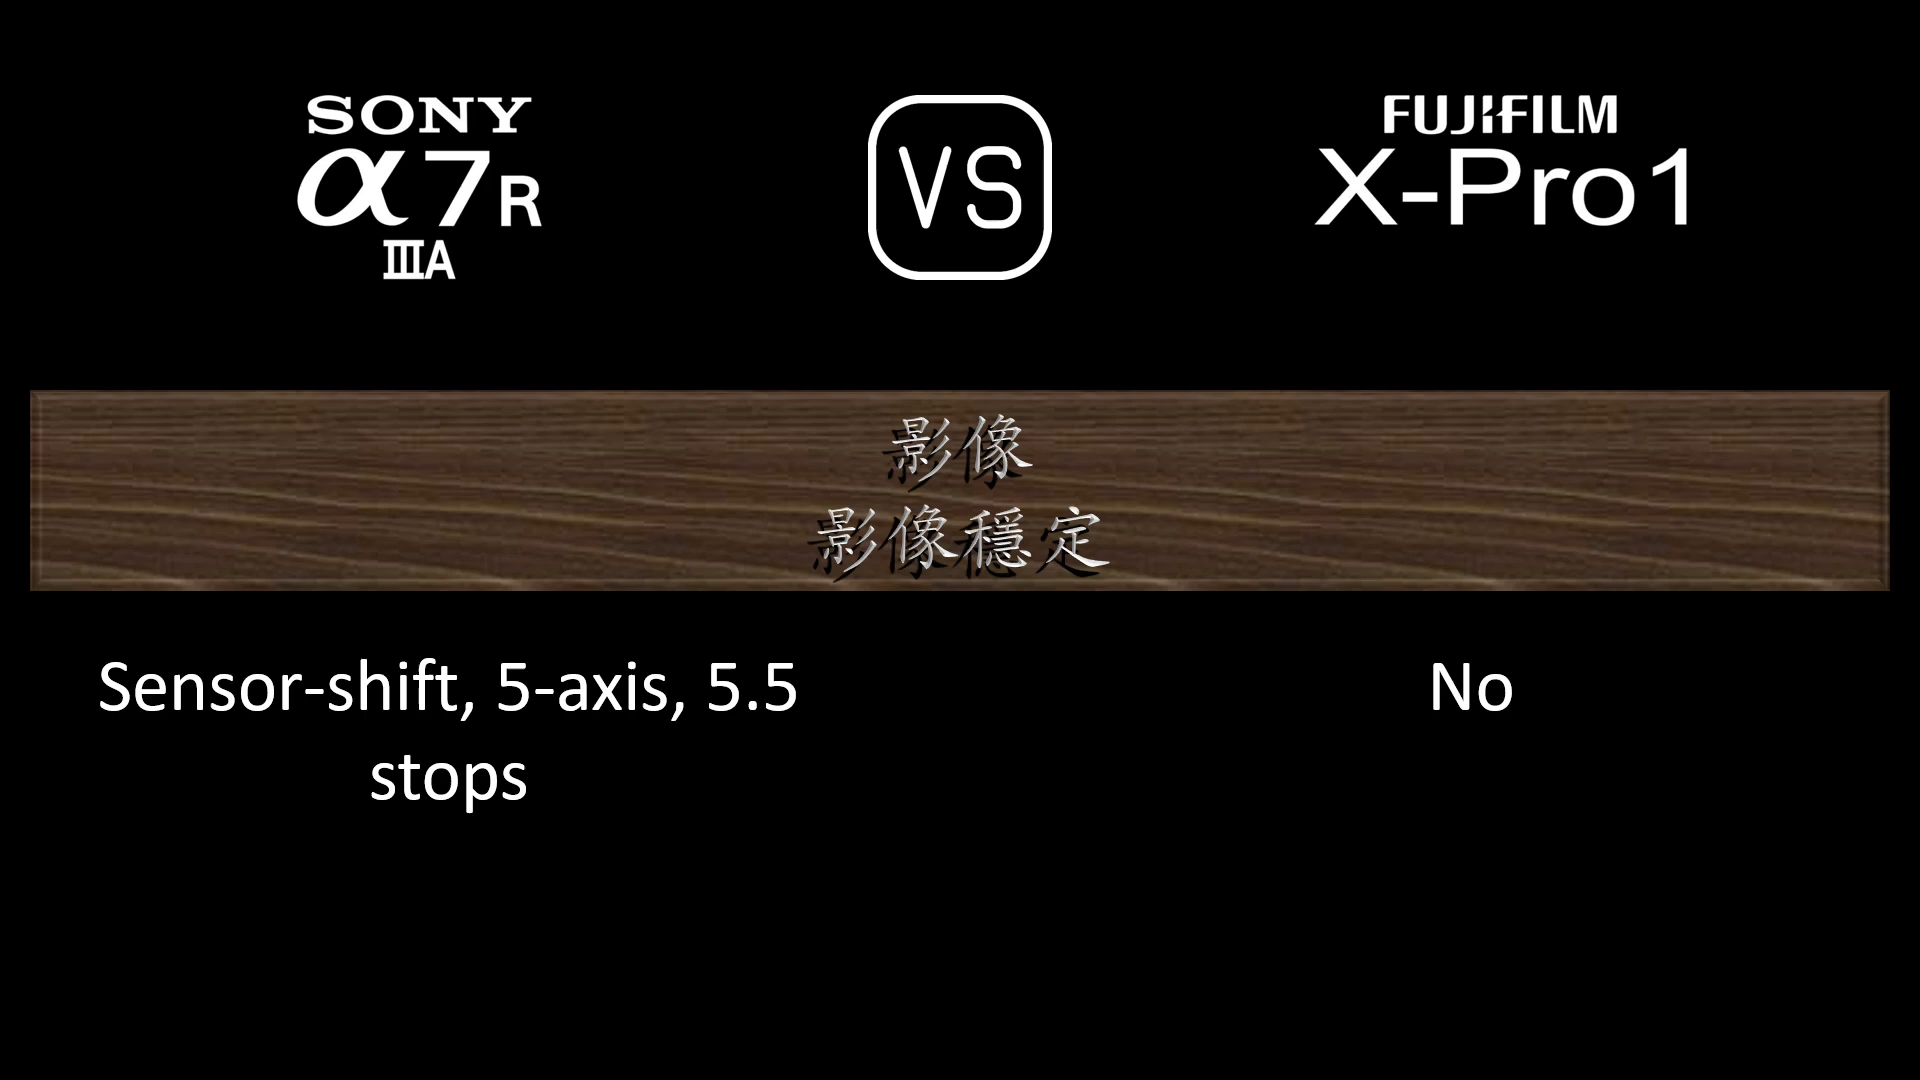 SONY
α7R
IIIA
VS
FUJIFILM
X-Pro1
影像
影像穩定
Sensor-shift, 5-axis, 5.5
stops
No